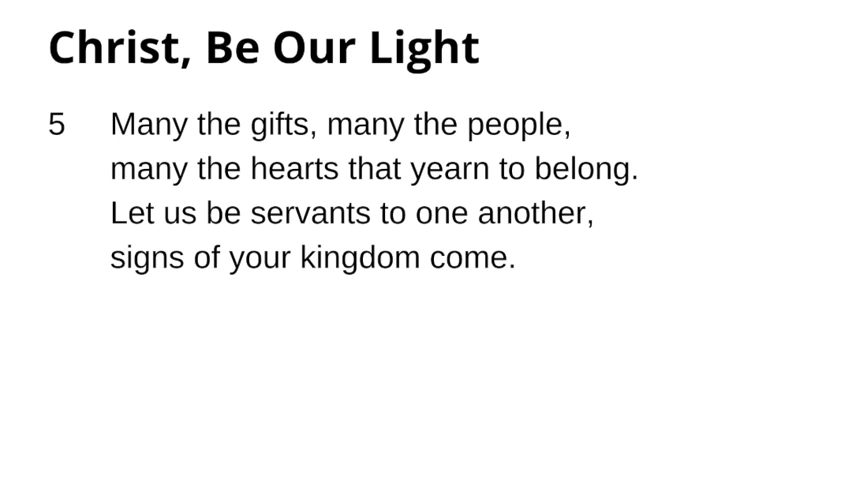 Christ, Be Our Light
5 Many the gifts, many the people,
many the hearts that yearn to belong.
Let us be servants to one another,
signs of your kingdom come.